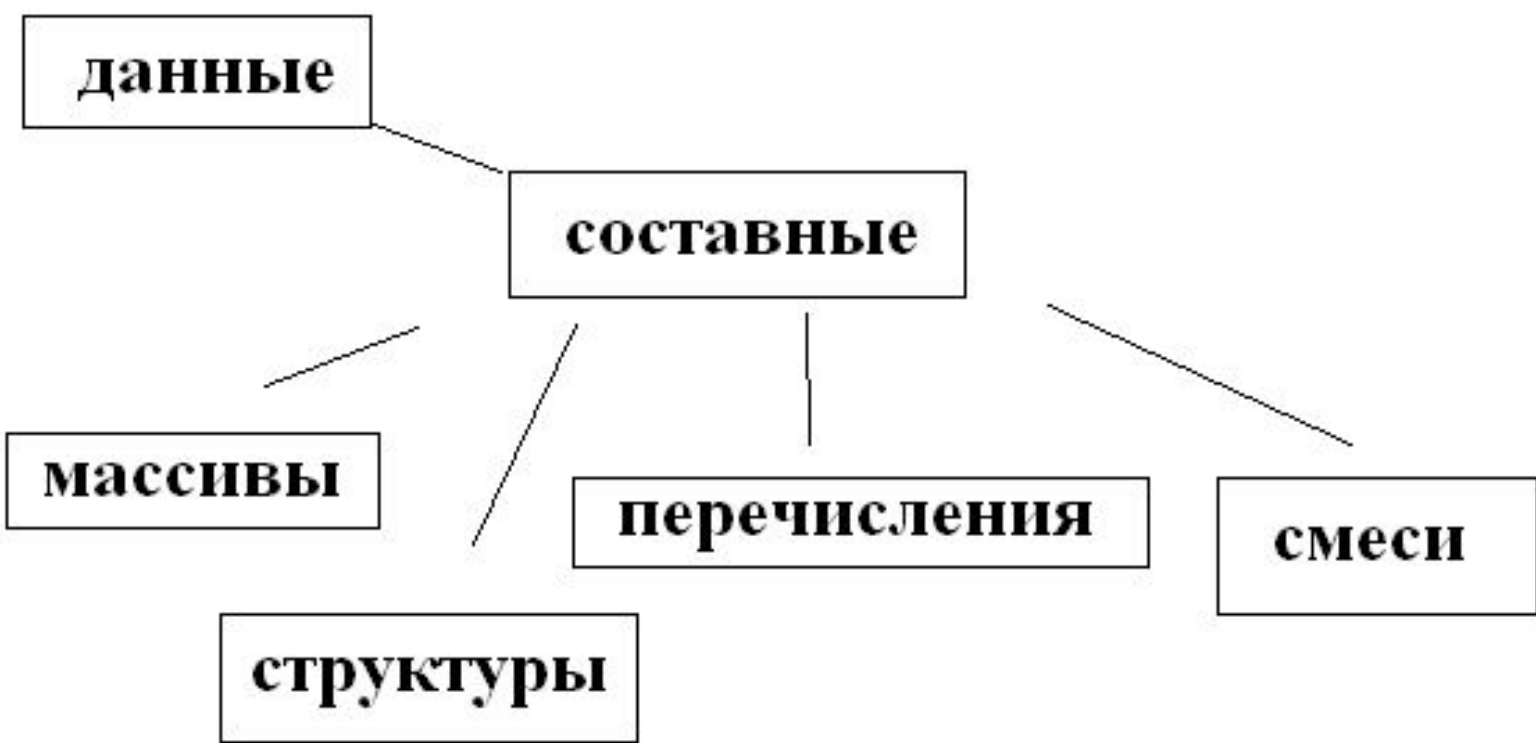 данные
составные
массивы
перечисления
смеси
структуры